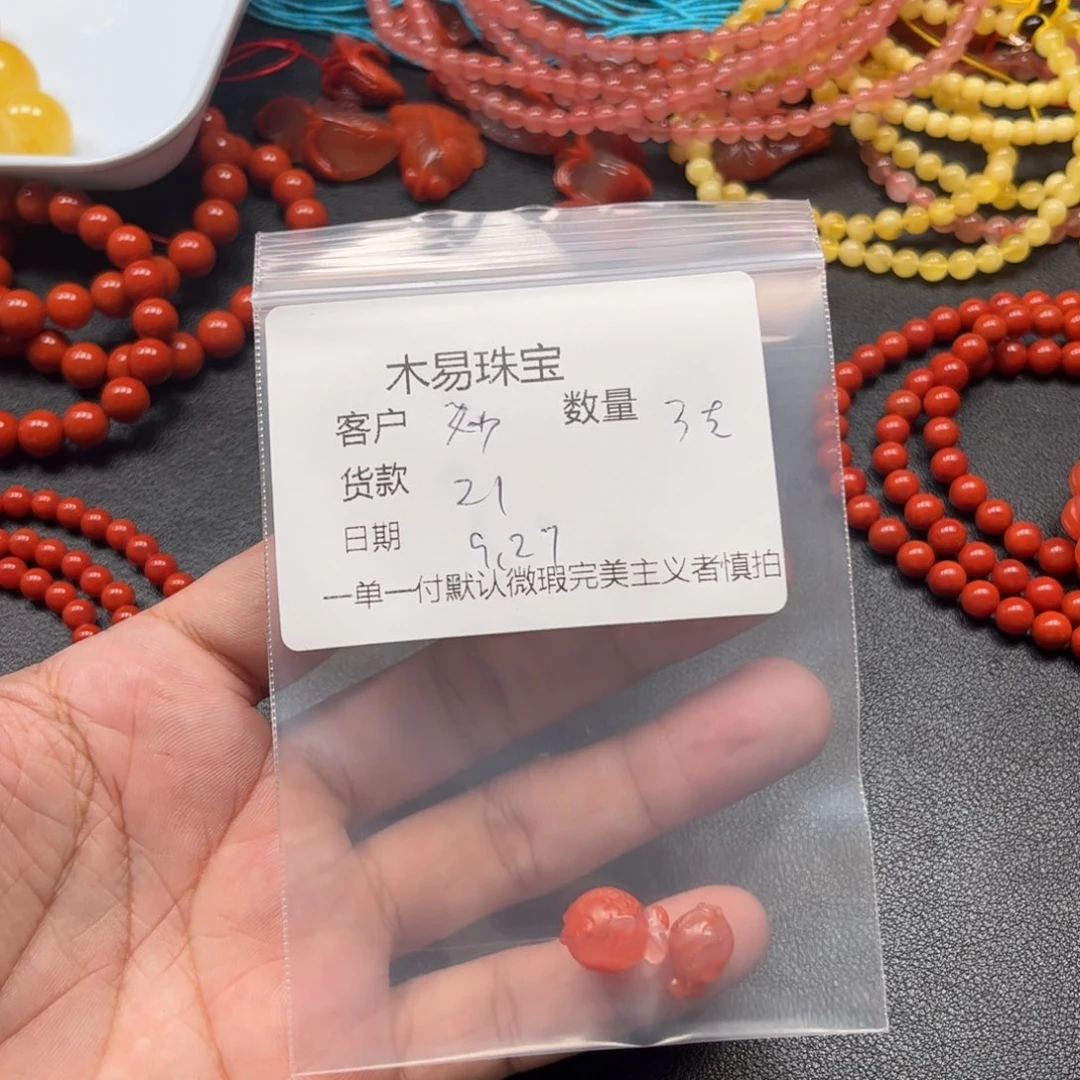 木易珠宝
客户 数量 3
货款 21
日期 9.27
一单一付默认微瑕完美主义者慎拍